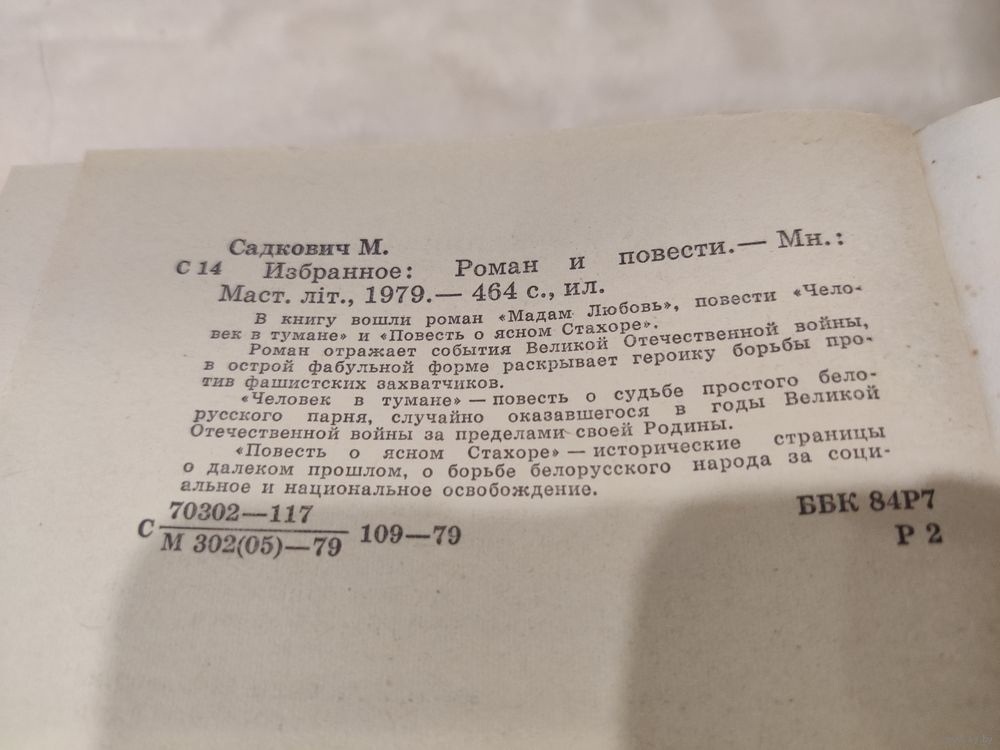 Садкович М.
С 14 Избранное: Роман и повести.— Мн.:
Маст. літ., 1979.— 464 с., ил.
В книгу вошли роман «Мадам Любовь», повести «Чело-
век в тумане» и «Повесть о ясном Стахоре».
Роман отражает события Великой Отечественной войны,
в острой фабульной форме раскрывает героику борьбы про-
тив фашистских захватчиков.
«Человек в тумане» — повесть о судьбе простого бело-
русского парня, случайно оказавшегося в годы Великой
Отечественной войны за пределами своей Родины.
«Повесть о ясном Стахоре» — исторические страницы
о далеком прошлом, о борьбе белорусского народа за соци-
альное и национальное освобождение.
С 70302—117
М 302(05)—79 109—79
ББК 84Р7
Р 2